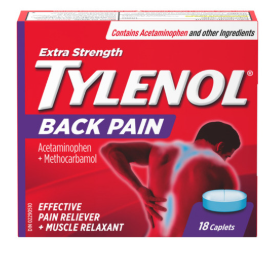 Contains Acetaminophen and other Ingredients
Extra Strength
TYLENOL®
BACK PAIN
Acetaminophen
+ Methocarbamol
EFFECTIVE
PAIN RELIEVER
+ MUSCLE RELAXANT
18 Caplets